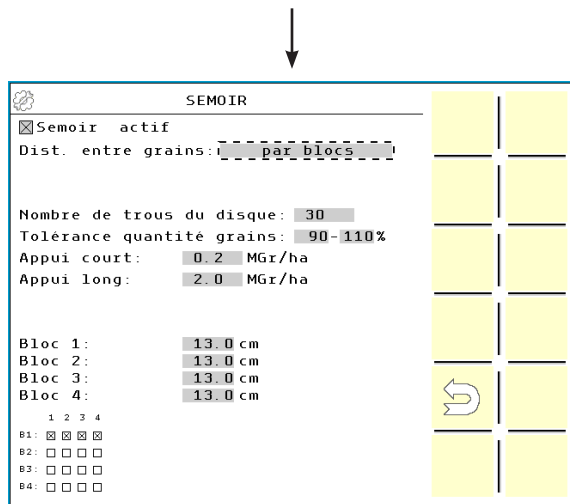 SEMOIR
Semoir actif
Dist. entre grains: par blocs
Nombre de trous du disque: 30
Tolérance quantité grains: 90-110%
Appui court: 0.2 MGr/ha
Appui long: 2.0 MGr/ha
Bloc 1: 13.0 cm
Bloc 2: 13.0 cm
Bloc 3: 13.0 cm
Bloc 4: 13.0 cm
1 2 3 4
B1:
B2:
B3:
B4: